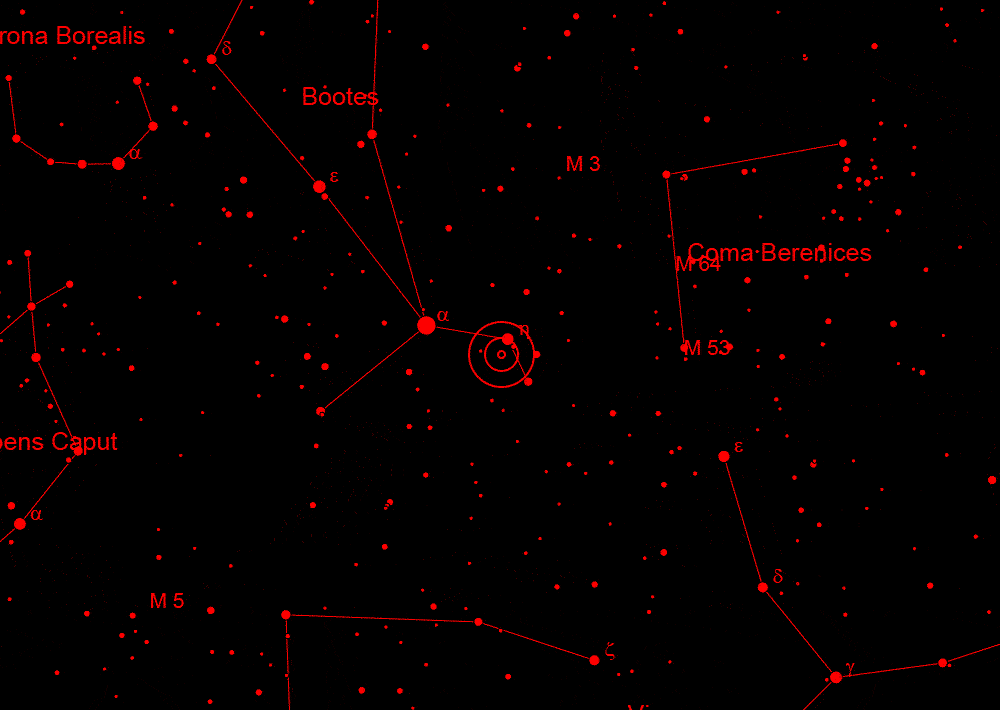 rona Borealis
δ
Bootes
α
M 3
ε
Coma Berenices
M 64
α
η
M 53
pens Caput
ε
α
δ
M 5
ζ
γ